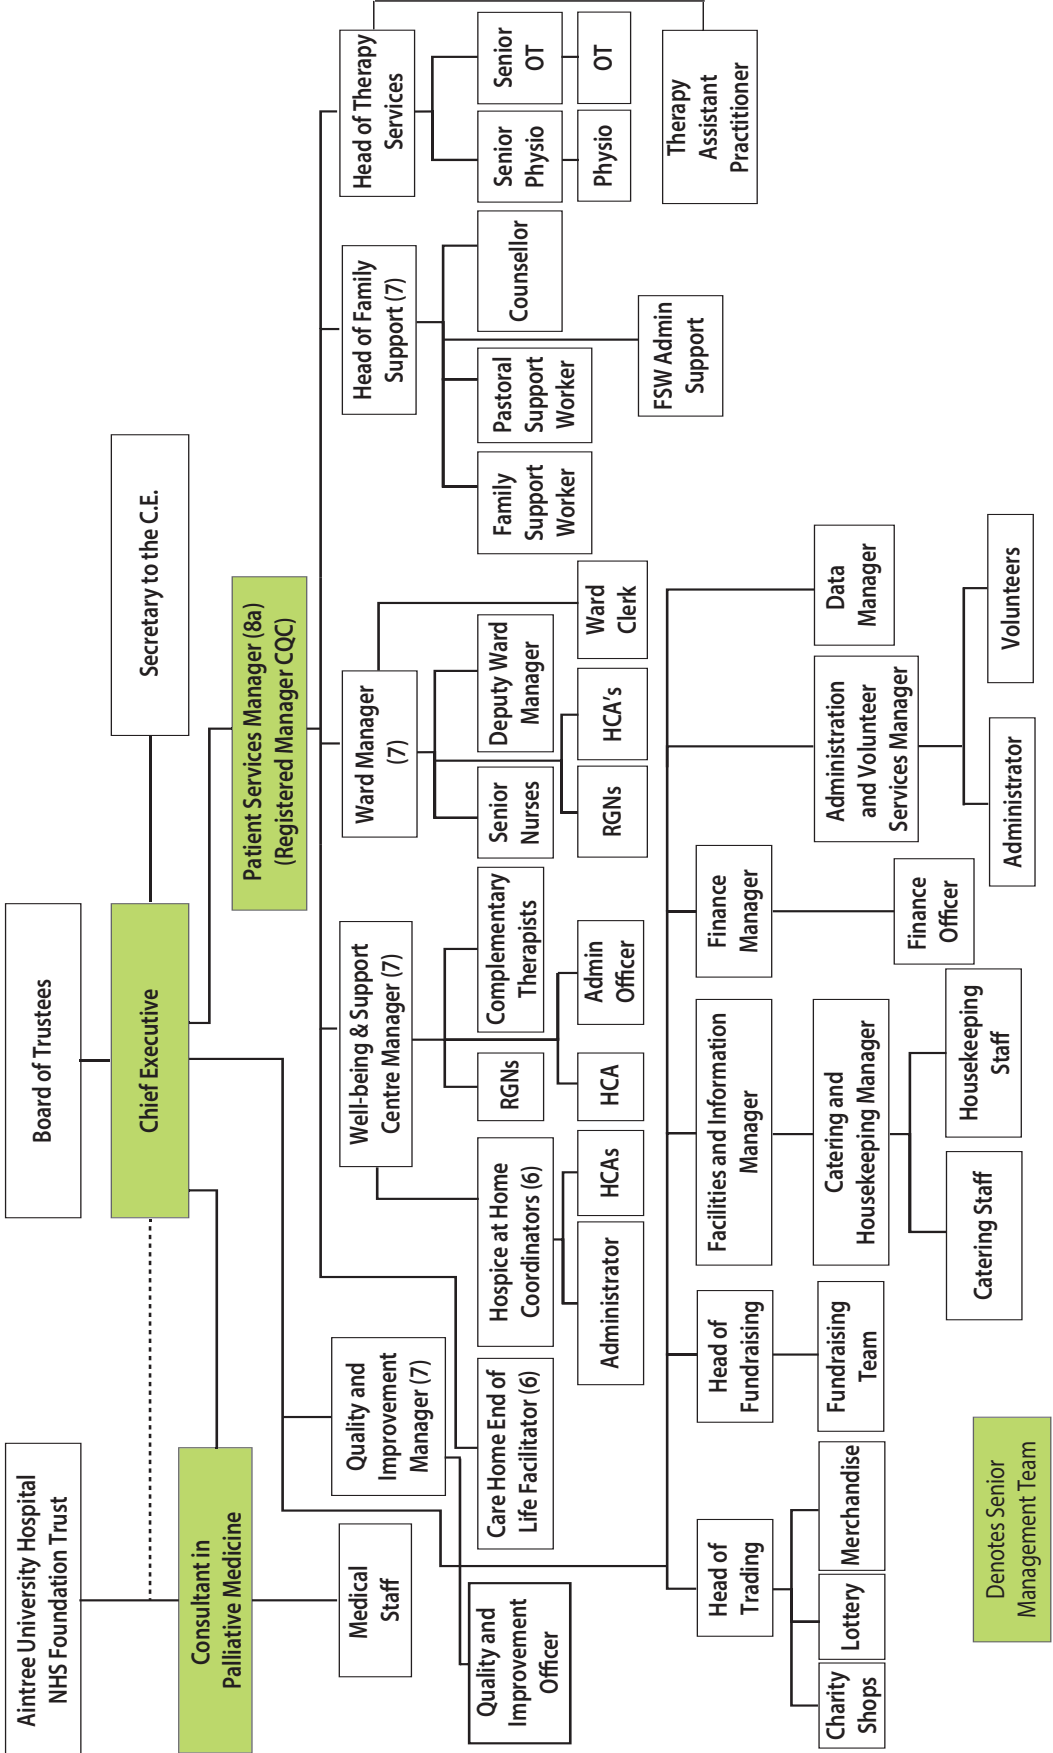 Aintree University Hospital
NHS Foundation Trust
Board of Trustees
Consultant in
Palliative Medicine
Chief Executive
Secretary to the C.E.
Patient Services Manager (8a)
(Registered Manager CQC)
Medical
Staff
Quality and
Improvement
Manager (7)
Well-being & Support
Centre Manager (7)
Ward Manager
(7)
Head of Family
Support (7)
Head of Therapy
Services
Quality and
Improvement
Officer
Care Home End of
Life Facilitator (6)
Hospice at Home
Coordinators (6)
RGNs
Complementary
Therapists
Senior
Nurses
Deputy Ward
Manager
Family
Support
Worker
Pastoral
Support
Worker
Counsellor
Senior
Physio
Senior
OT
Administrator
HCAs
HCA
Admin
Officer
RGNs
HCA's
Ward
Clerk
FSW Admin
Support
Physio
OT
Therapy
Assistant
Practitioner
Head of
Trading
Head of
Fundraising
Facilities and Information
Manager
Finance
Manager
Administration
and Volunteer
Services Manager
Data
Manager
Charity
Shops
Lottery
Merchandise
Fundraising
Team
Catering and
Housekeeping Manager
Finance
Officer
Catering Staff
Housekeeping
Staff
Administrator
Volunteers
Denotes Senior
Management Team